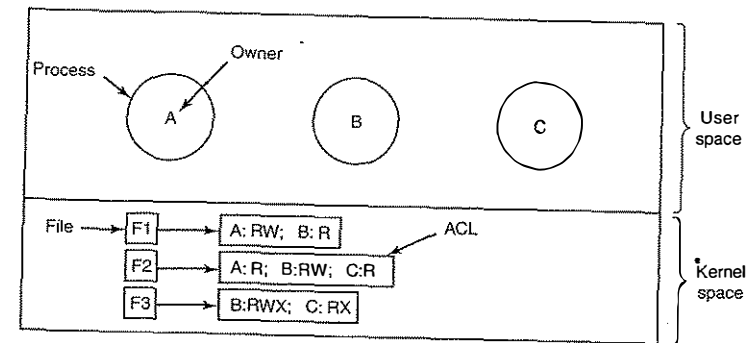 Owner
Process
A
B
C
User
space
File
F1
A: RW; B: R
ACL
F2
A: R; B:RW; C:R
F3
B:RWX; C: RX
Kernel
space